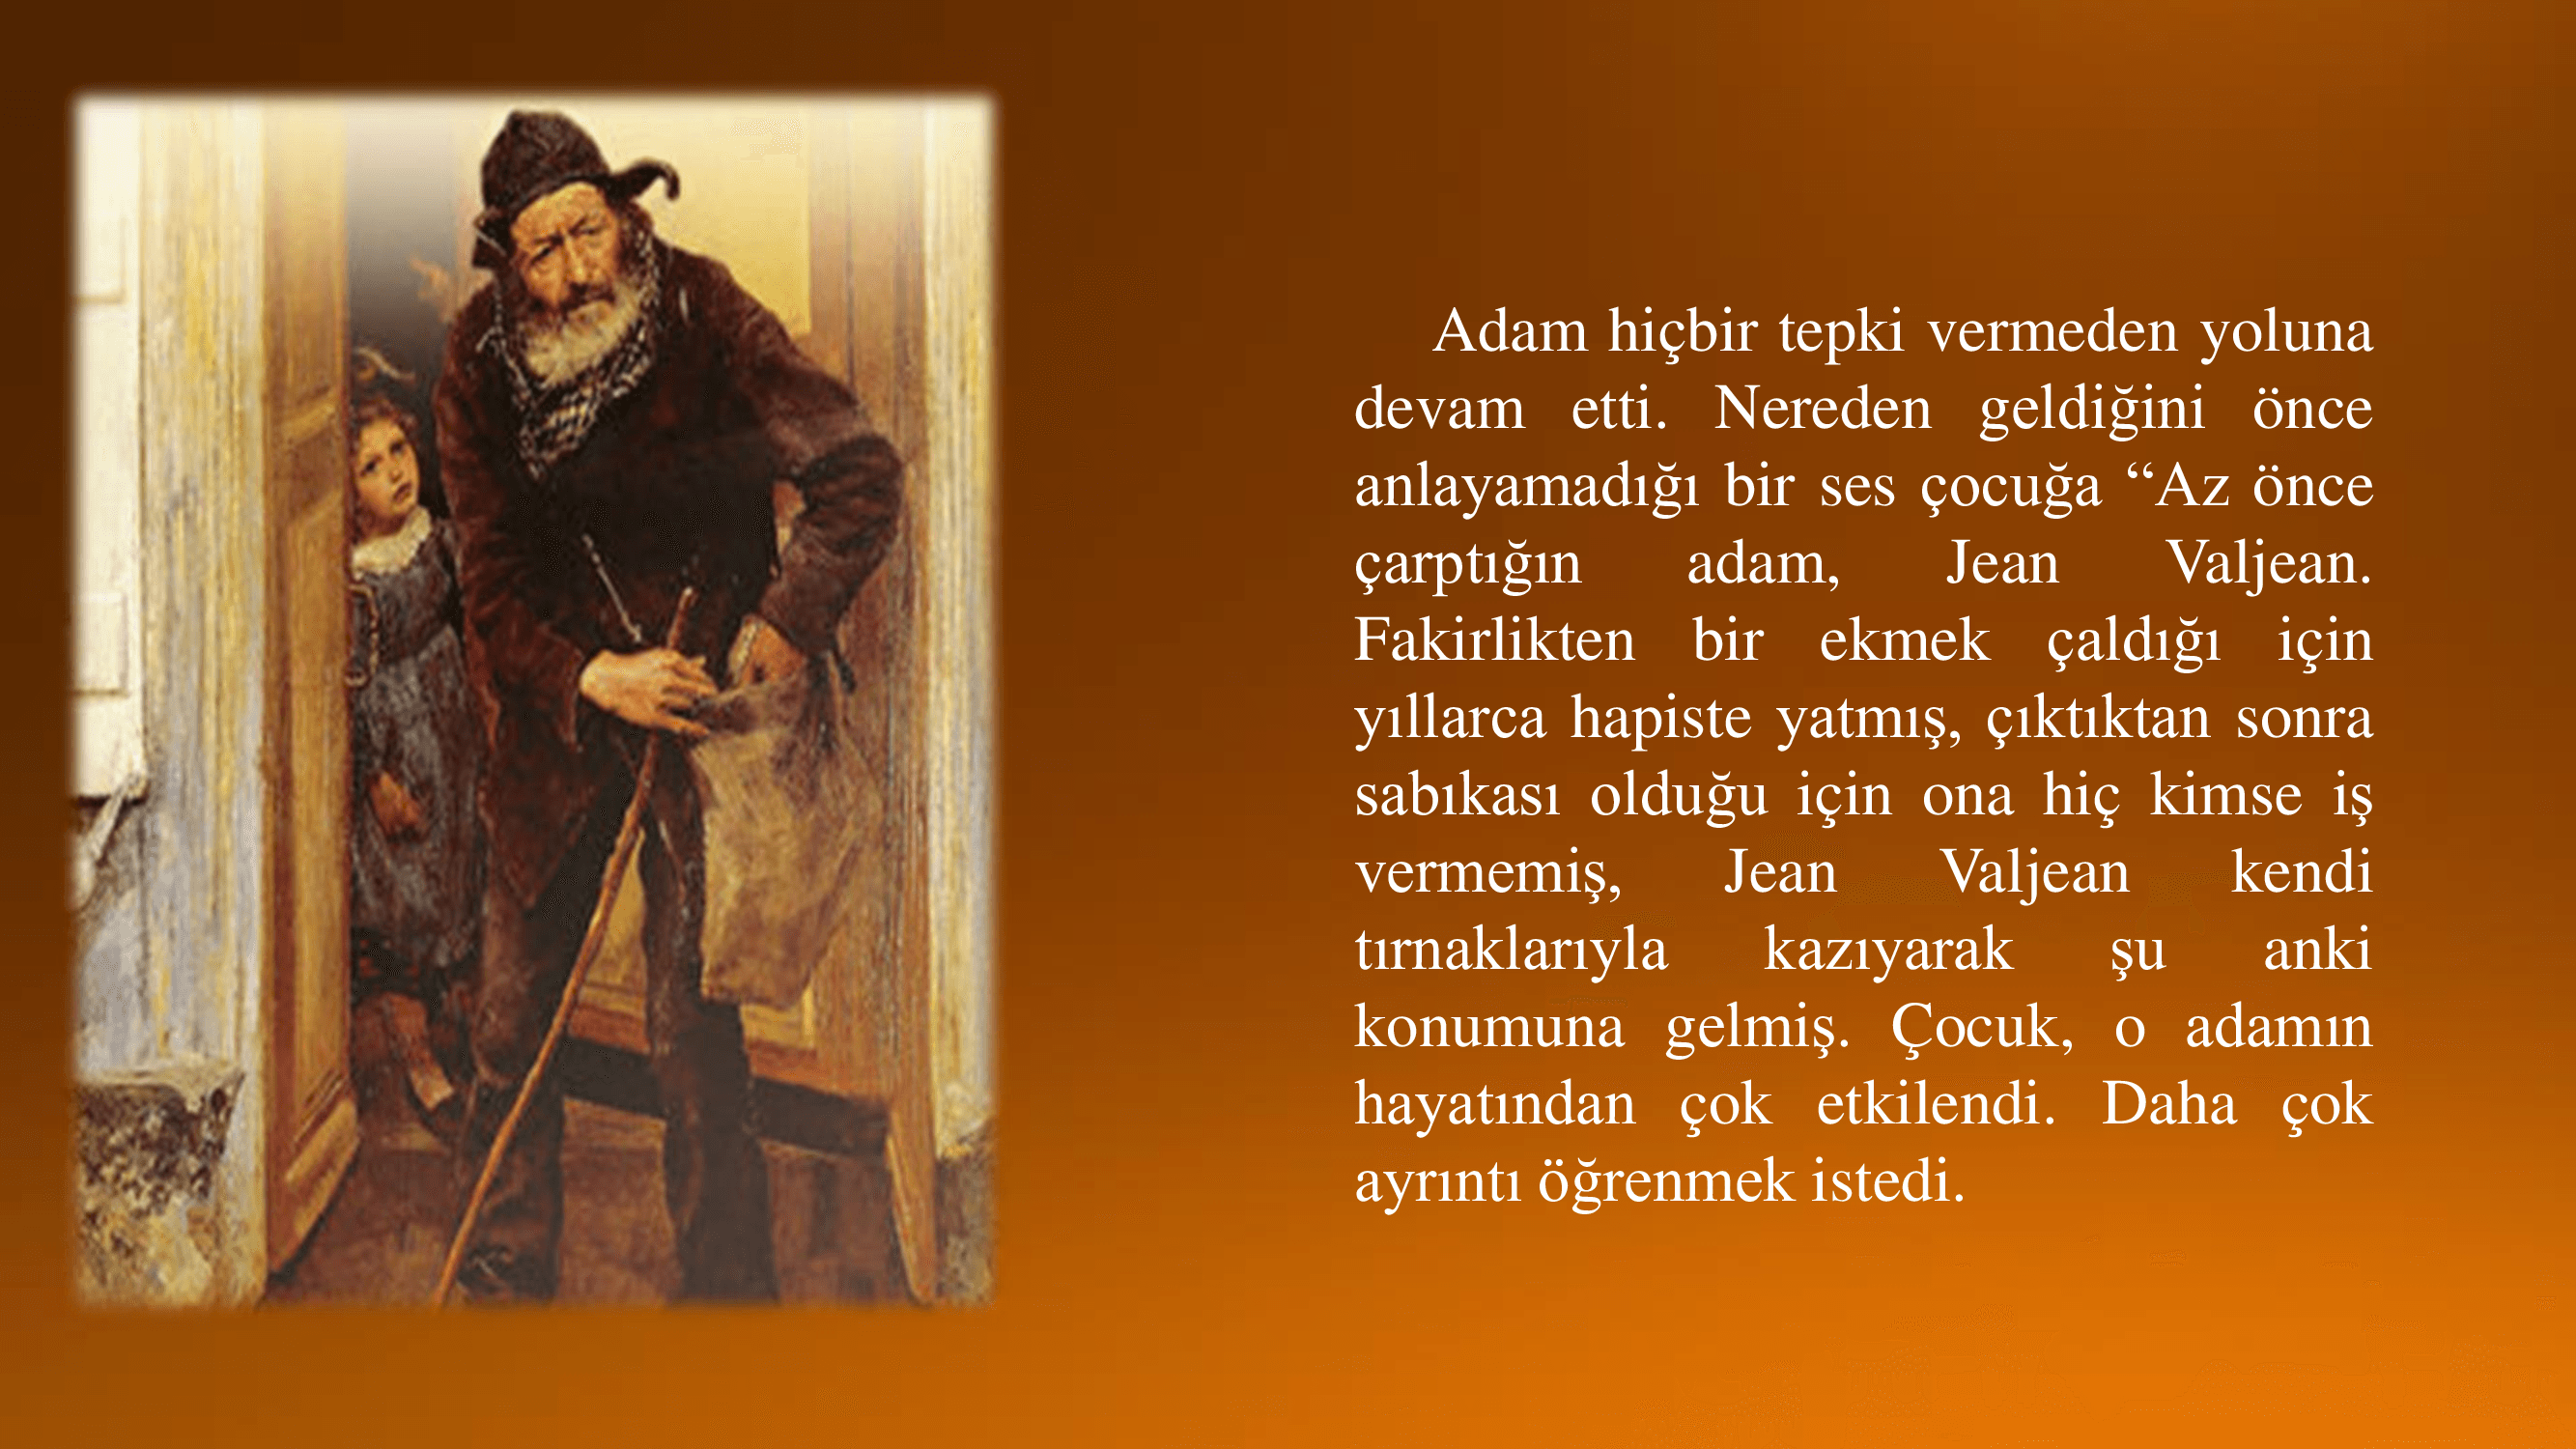 Adam hiçbir tepki vermeden yoluna
devam etti. Nereden geldiğini önce
anlayamadığı bir ses çocuğa “Az önce
çarptığın adam, Jean Valjean.
Fakirlikten bir ekmek çaldığı için
yıllarca hapiste yatmış, çıktıktan sonra
sabıkası olduğu için ona hiç kimse iş
vermemiş, Jean Valjean kendi
tırnaklarıyla kazıyarak şu anki
konumuna gelmiş. Çocuk, o adamın
hayatından çok etkilendi. Daha çok
ayrıntı öğrenmek istedi.